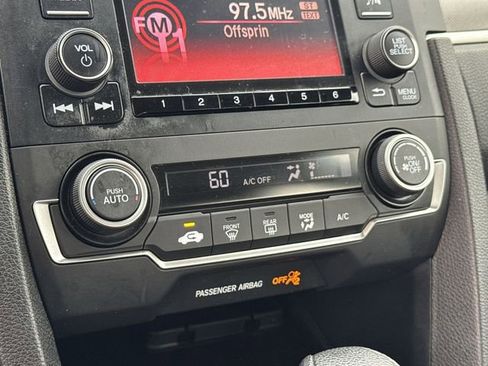 97.5MHz
ST
TEXT
FM
1
Offsprin
VOL
LIST
PUSH
SELECT
MENU
CLOCK
1 2 3 4 5 6
PUSH
AUTO
60 A/C OFF
PUSH
ON/
OFF
FRONT REAR MODE A/C
PASSENGER AIRBAG OFF